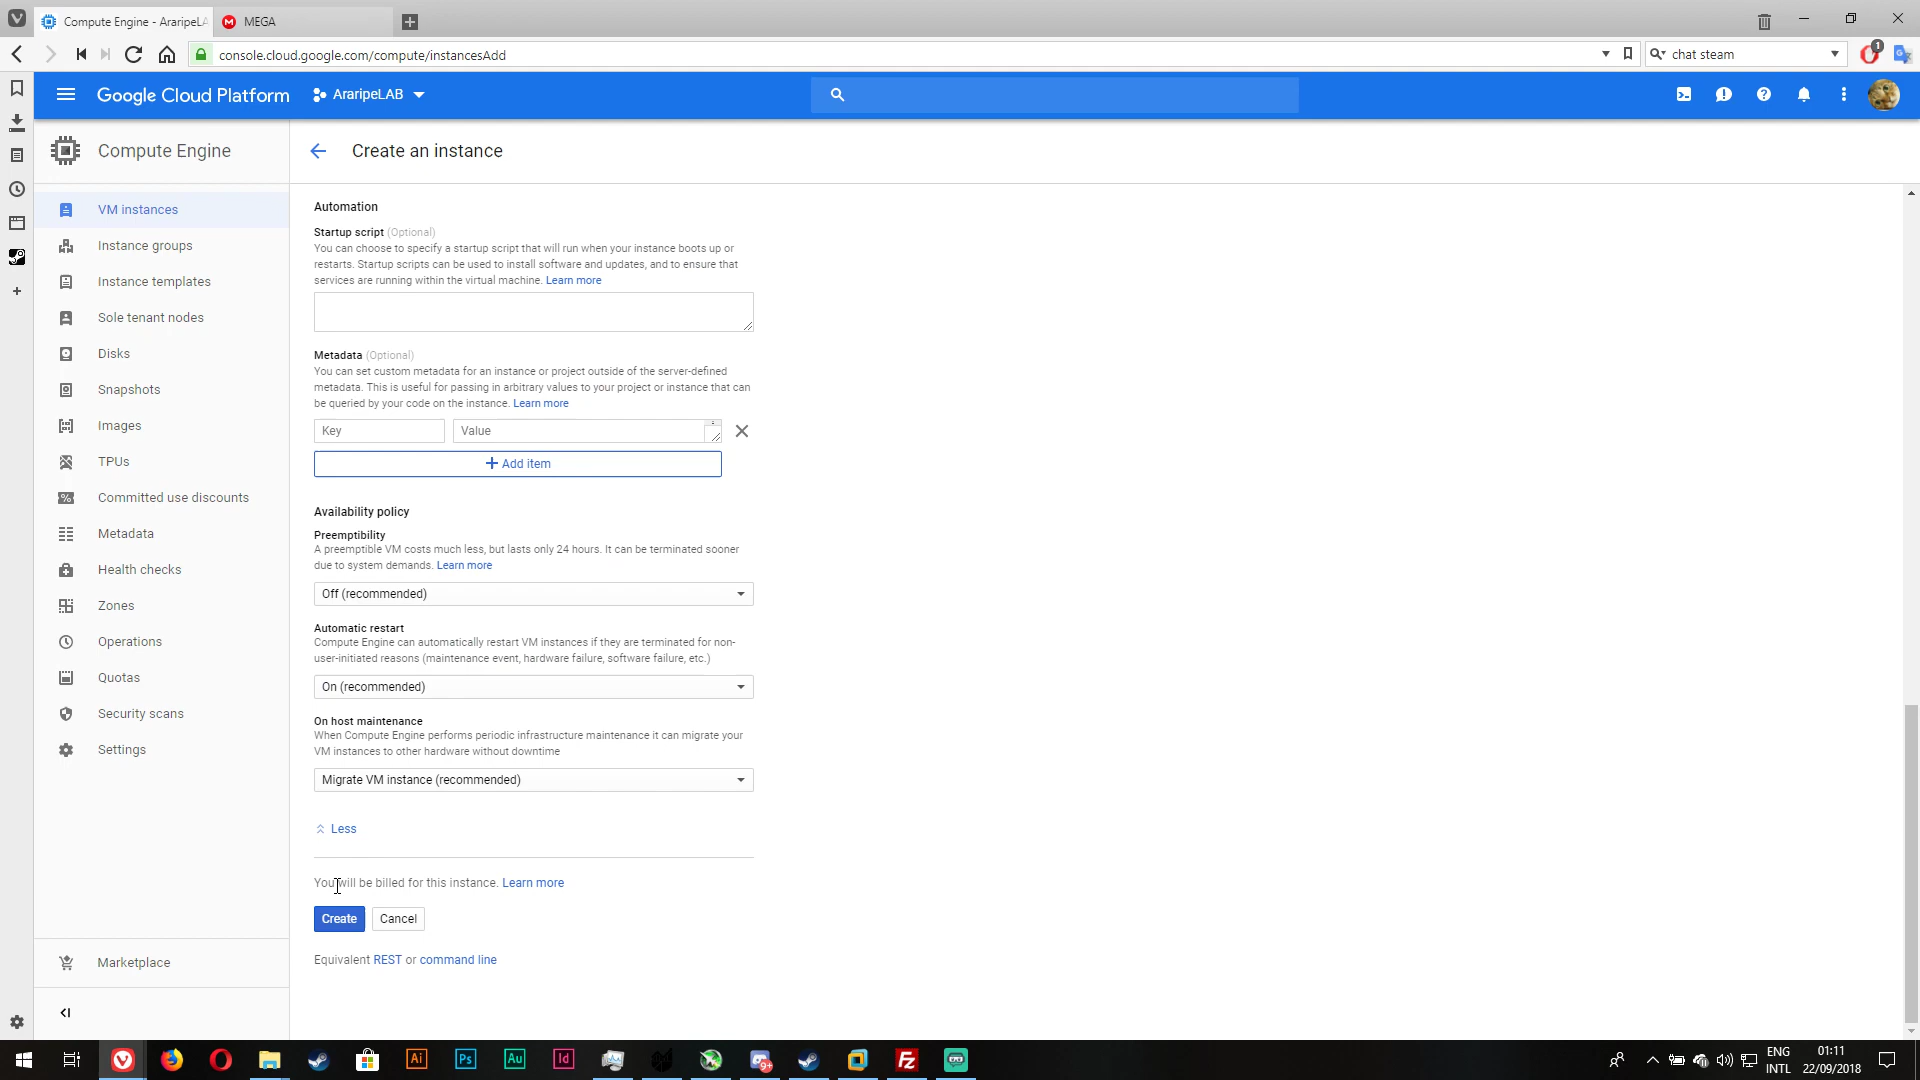 Compute Engine - AraripeLA
MEGA
console.cloud.google.com/compute/instancesAdd
chat steam
1
Google Cloud Platform
AraripeLAB
Compute Engine
Create an instance
VM instances
Instance groups
Instance templates
Sole tenant nodes
Disks
Snapshots
Images
TPUs
Committed use discounts
Metadata
Health checks
Zones
Operations
Quotas
Security scans
Settings
Marketplace
Automation
Startup script (Optional)
You can choose to specify a startup script that will run when your instance boots up or
restarts. Startup scripts can be used to install software and updates, and to ensure that
services are running within the virtual machine. Learn more
Metadata (Optional)
You can set custom metadata for an instance or project outside of the server-defined
metadata. This is useful for passing in arbitrary values to your project or instance that can
be queried by your code on the instance. Learn more
Key
Value
+ Add item
Availability policy
Preemptibility
A preemptible VM costs much less, but lasts only 24 hours. It can be terminated sooner
due to system demands. Learn more
Off (recommended)
Automatic restart
Compute Engine can automatically restart VM instances if they are terminated for non-
user-initiated reasons (maintenance event, hardware failure, software failure, etc.)
On (recommended)
On host maintenance
When Compute Engine performs periodic infrastructure maintenance it can migrate your
VM instances to other hardware without downtime
Migrate VM instance (recommended)
Less
You will be billed for this instance. Learn more
Create
Cancel
Equivalent REST or command line
Ai
Ps
Au
Id
9+
Fz
ENG
INTL
01:11
22/09/2018